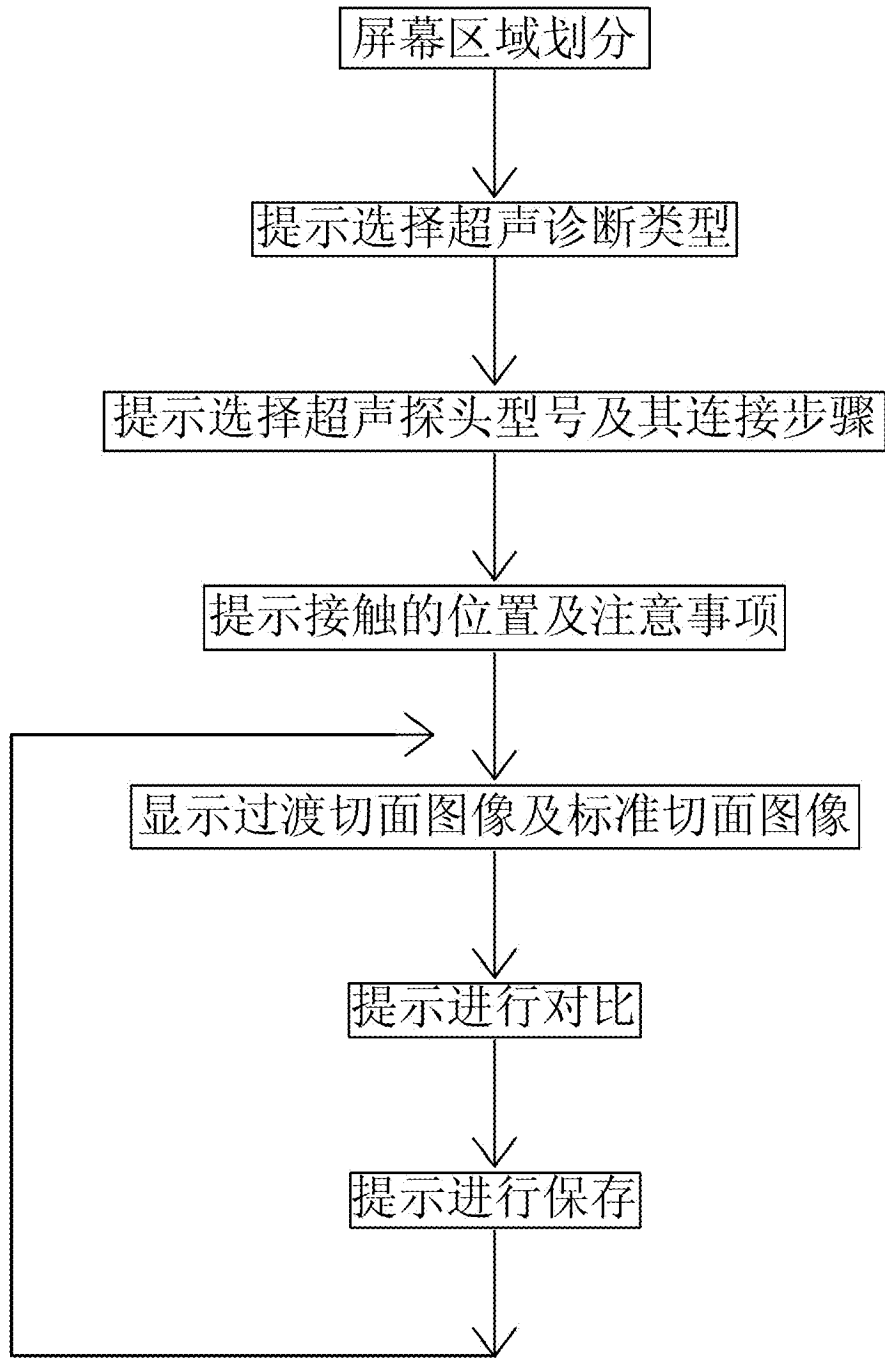 屏幕区域划分
提示选择超声诊断类型
提示选择超声探头型号及其连接步骤
提示接触的位置及注意事项
显示过渡切面图像及标准切面图像
提示进行对比
提示进行保存